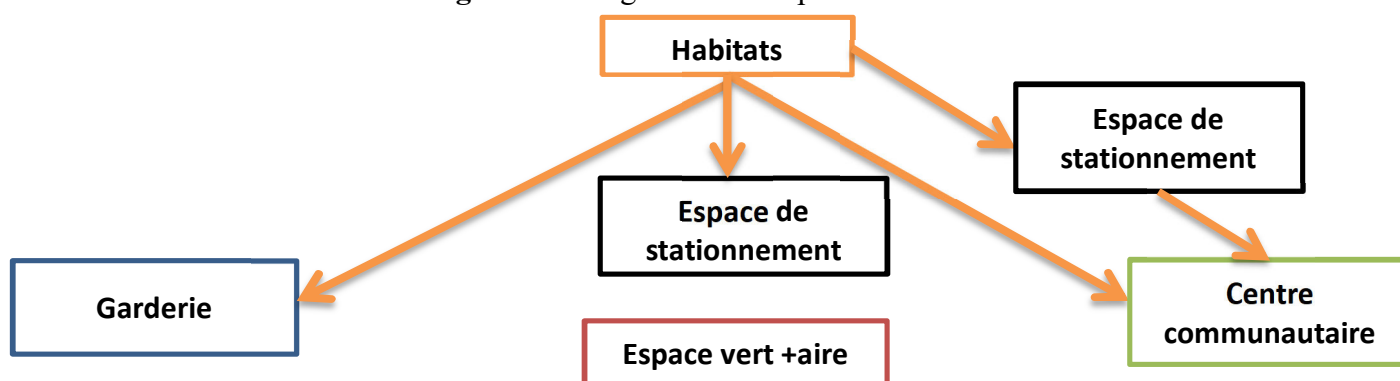 Habitats
Espace de
stationnement
Espace de
stationnement
Garderie
Centre
communautaire
Espace vert +aire